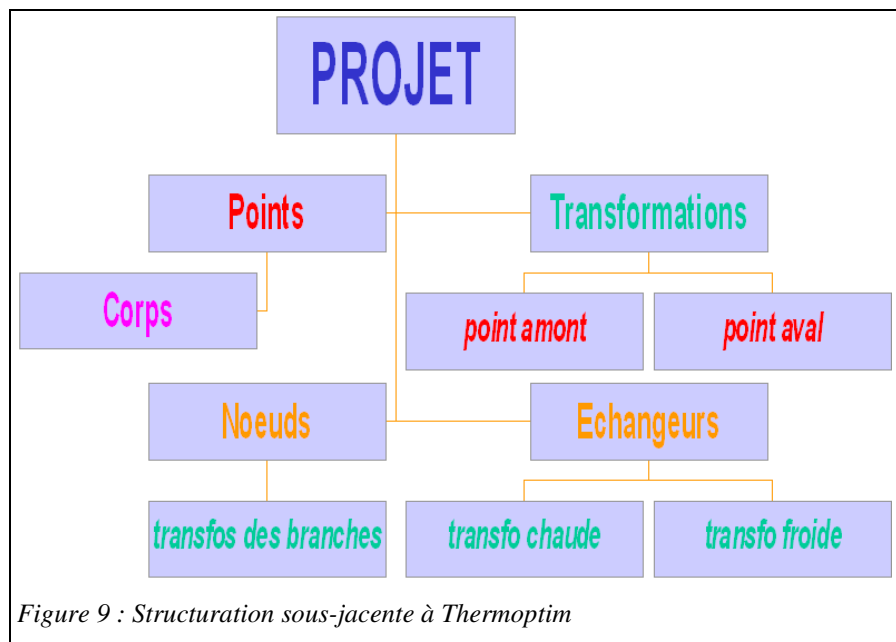 PROJET
Points
Transformations
Corps
point amont
point aval
Noeuds
Echangeurs
transfos des branches
transfo chaude
transfo froide
Figure 9 : Structuration sous-jacente à Thermoptim